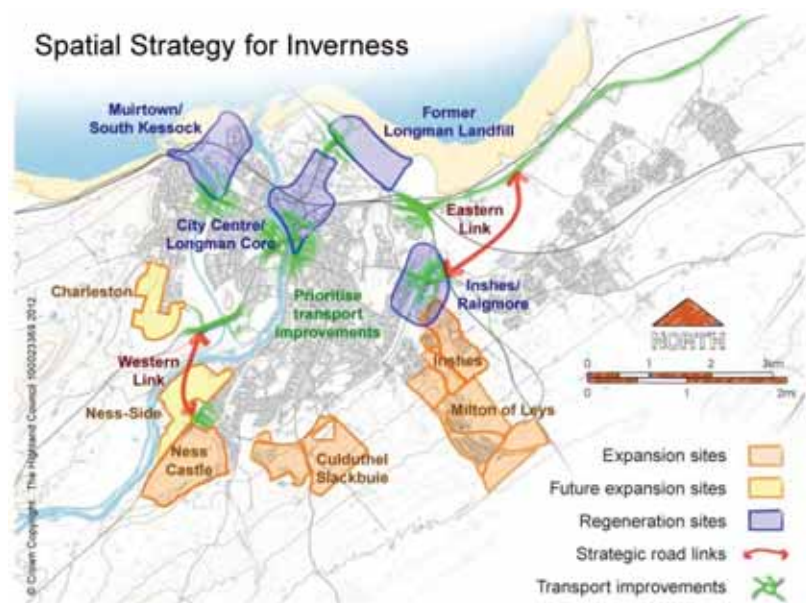 Spatial Strategy for Inverness
Muirtown/
South Kessock
Former
Longman Landfill
City Centre/
Longman Core
Eastern
Link
Charleston
Prioritise
transport
improvements
Inshes/
Raigmore
NORTH
Western
Link
Inshes
0 1 2 3km
0 1 2mi
Ness-Side
Milton of Leys
Ness
Castle
Culduthel
Slackbuie
Expansion sites
Future expansion sites
Regeneration sites
Strategic road links
Transport improvements
© Crown Copyright. The Highland Council 100023369 2012.